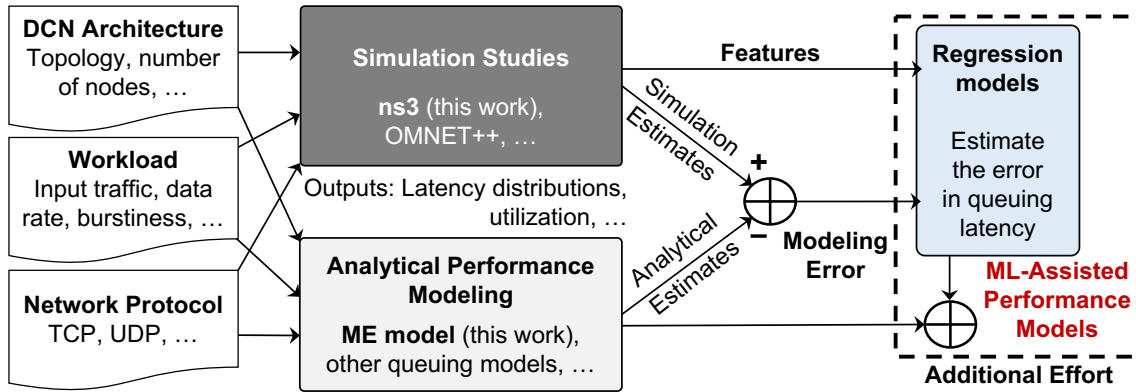 DCN Architecture
Topology, number
of nodes, …
Workload
Input traffic, data
rate, burstiness, …
Network Protocol
TCP, UDP, …
Simulation Studies
ns3 (this work),
OMNET++, …
Outputs: Latency distributions,
utilization, …
Analytical Performance
Modeling
ME model (this work),
other queuing models, …
Features
Simulation
Estimates
+
−
Analytical
Estimates
Modeling
Error
Regression
models
Estimate
the error
in queuing
latency
ML-Assisted
Performance
Models
Additional Effort